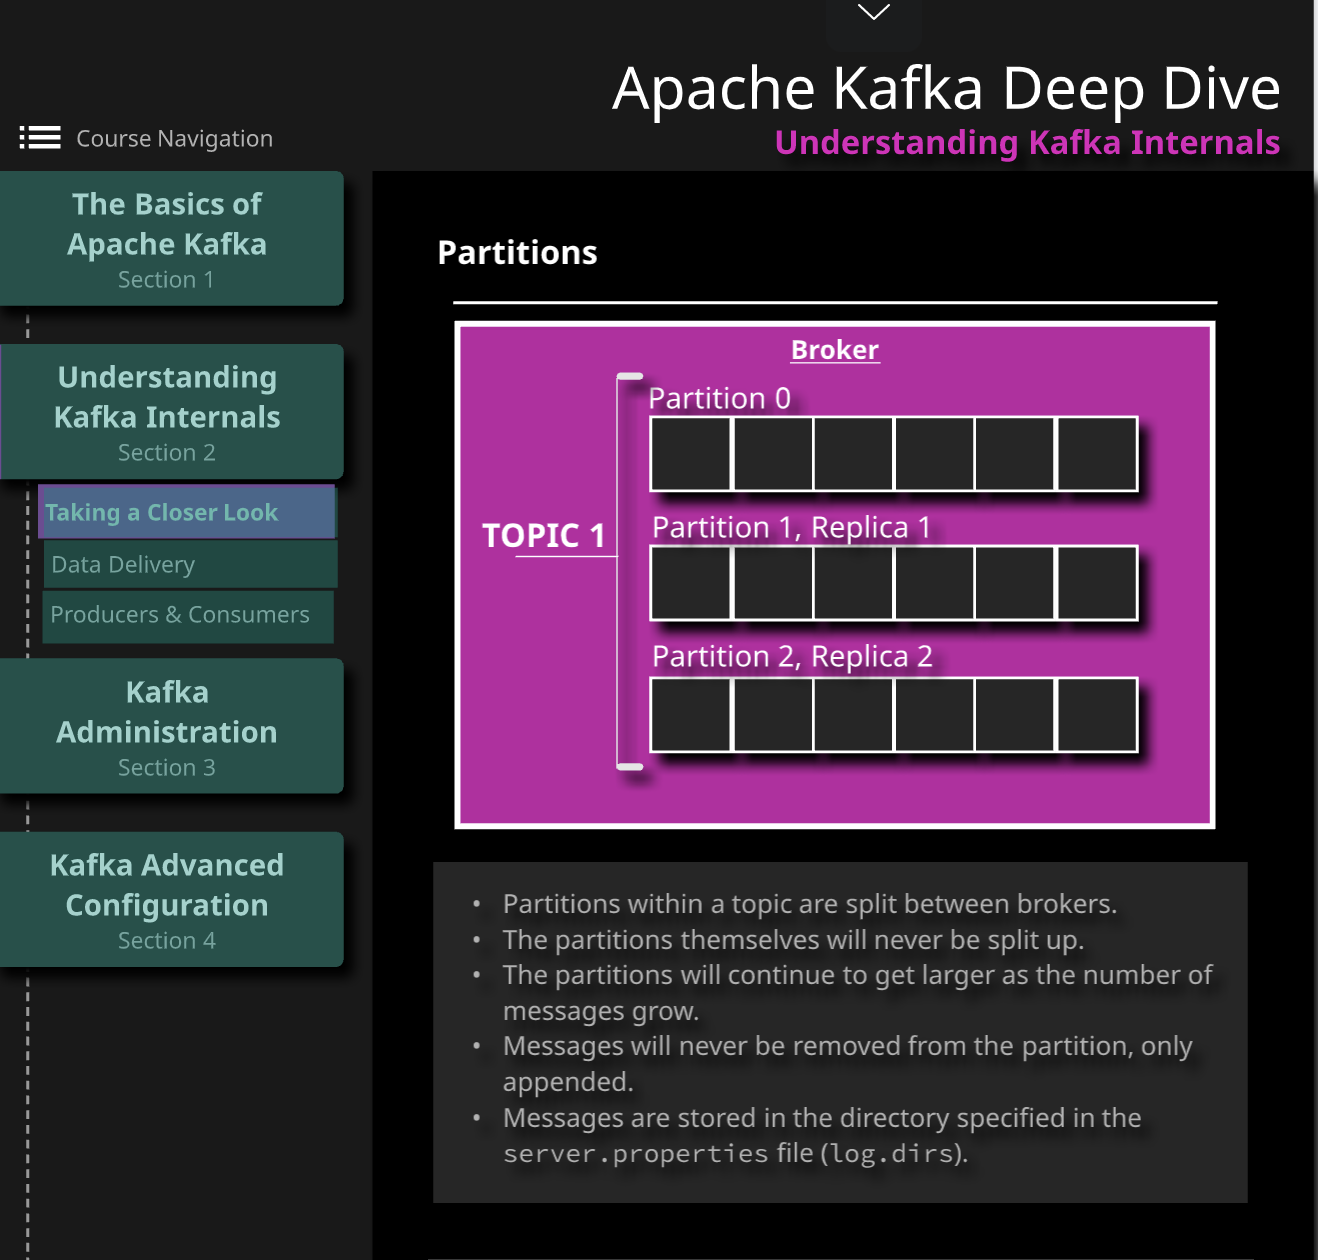 Apache Kafka Deep Dive
Understanding Kafka Internals
Course Navigation
The Basics of
Apache Kafka
Section 1
Understanding
Kafka Internals
Section 2
Taking a Closer Look
Data Delivery
Producers & Consumers
Kafka
Administration
Section 3
Kafka Advanced
Configuration
Section 4
Partitions
Broker
TOPIC 1
Partition 0
Partition 1, Replica 1
Partition 2, Replica 2
• Partitions within a topic are split between brokers.
• The partitions themselves will never be split up.
• The partitions will continue to get larger as the number of
messages grow.
• Messages will never be removed from the partition, only
appended.
• Messages are stored in the directory specified in the
server.properties file (log.dirs).